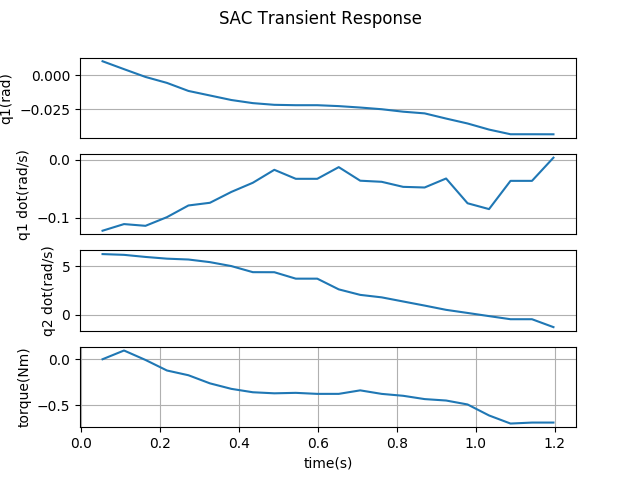 SAC Transient Response
q1(rad)
0.000
−0.025
q1 dot(rad/s)
0.0
−0.1
q2 dot(rad/s)
5
0
torque(Nm)
0.0
−0.5
0.0 0.2 0.4 0.6 0.8 1.0 1.2
time(s)